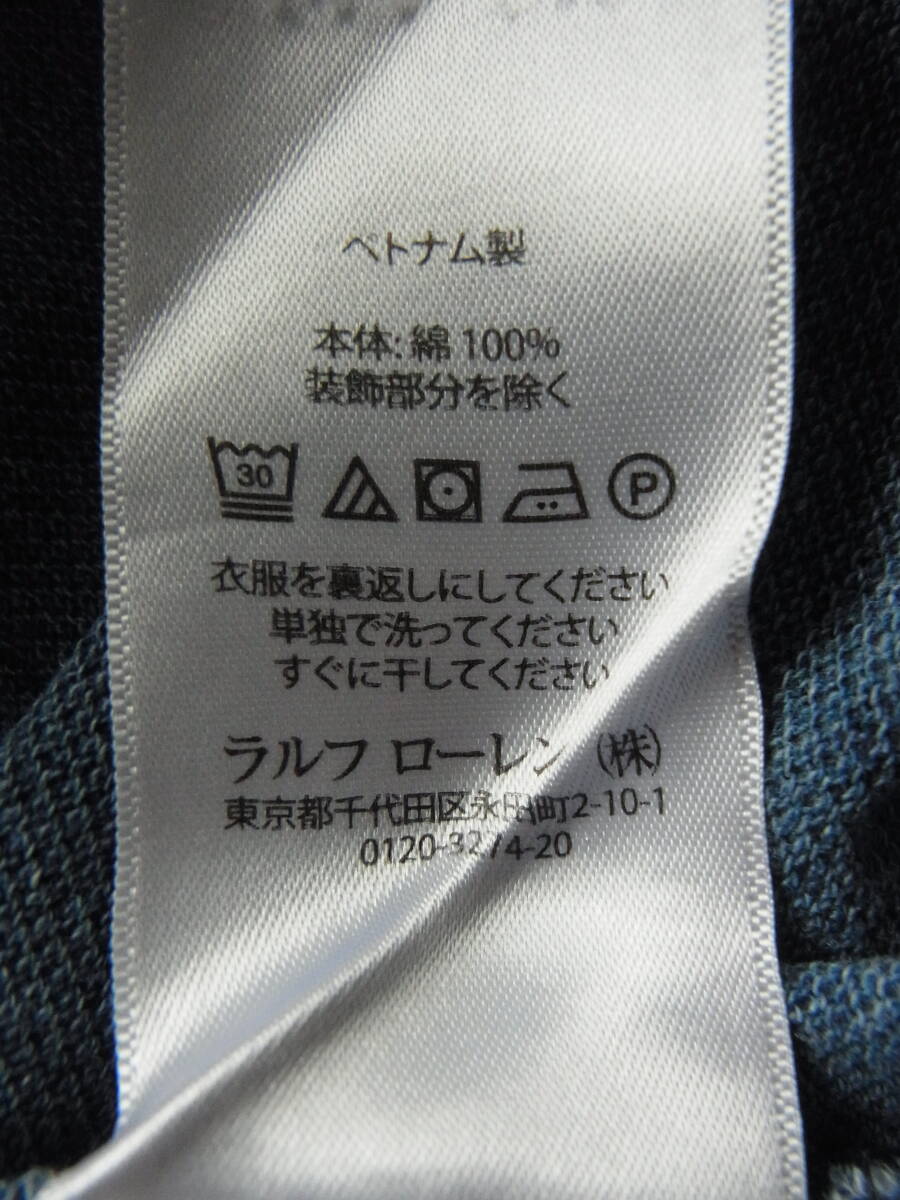 ベトナム製
本体: 綿 100%
装飾部分を除く
30
P
衣服を裏返しにしてください
単独で洗ってください
すぐに干してください
ラルフ ローレン (株)
東京都千代田区永田町2-10-1
0120-3274-20